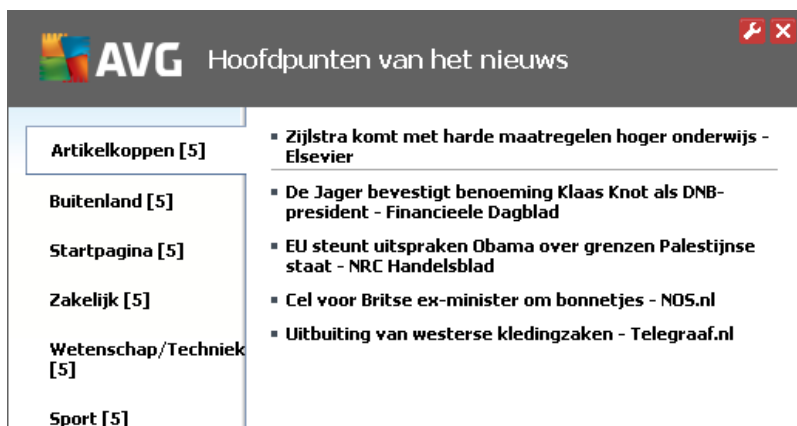 AVG Hoofdpunten van het nieuws
Artikelkoppen [5]
Buitenland [5]
Startpagina [5]
Zakelijk [5]
Wetenschap/Techniek
[5]
Sport [5]
Zijlstra komt met harde maatregelen hoger onderwijs -
Elsevier
De Jager bevestigt benoeming Klaas Knot als DNB-
president - Financieele Dagblad
EU steunt uitspraken Obama over grenzen Palestijnse
staat - NRC Handelsblad
Cel voor Britse ex-minister om bonnetjes - NOS.nl
Uitbuiting van westerse kledingzaken - Telegraaf.nl